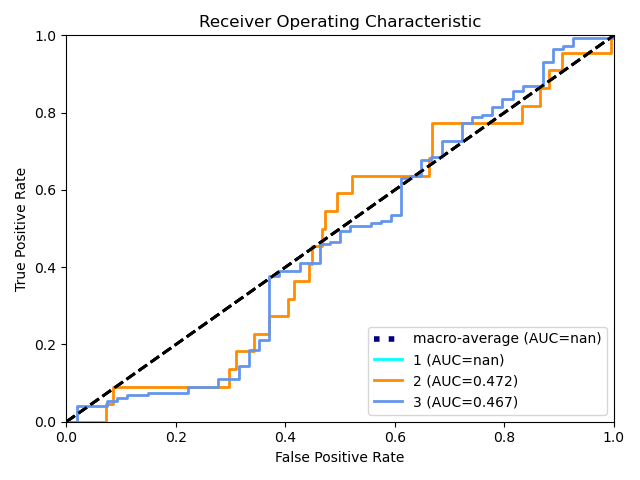 Receiver Operating Characteristic
1.0
0.8
0.6
0.4
0.2
0.0
True Positive Rate
macro-average (AUC=nan)
1 (AUC=nan)
2 (AUC=0.472)
3 (AUC=0.467)
0.0 0.2 0.4 0.6 0.8 1.0
False Positive Rate